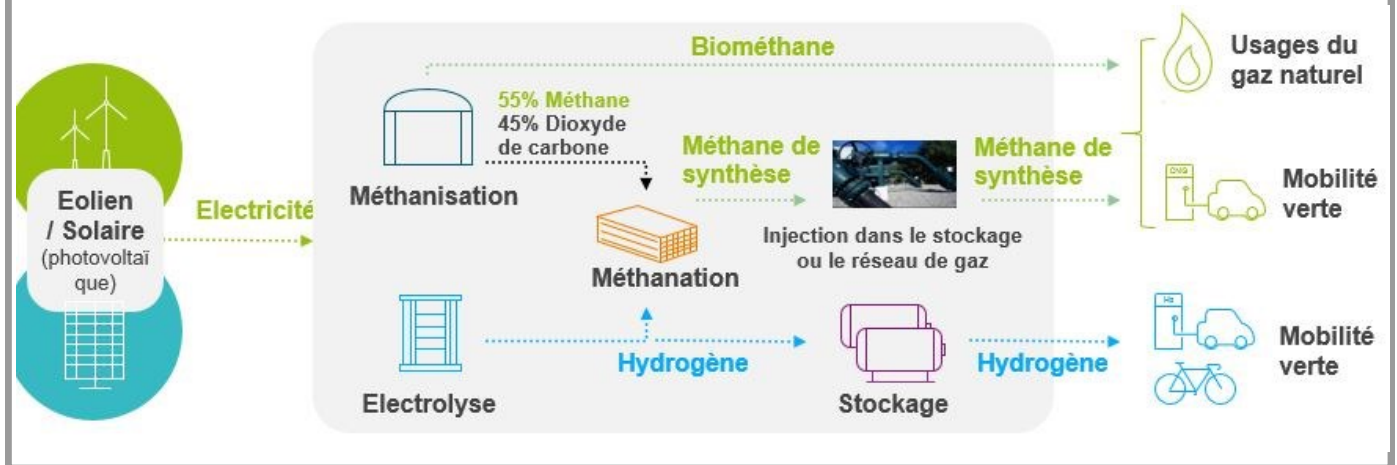 Biométhane
Usages du
gaz naturel
55% Méthane
45% Dioxyde
de carbone
Méthanisation
Méthane de
synthèse
Méthane de
synthèse
GNG
Mobilité
verte
Eolien
/ Solaire
(photovoltaï
que)
Electricité
Méthanation
Injection dans le stockage
ou le réseau de gaz
Electrolyse
Hydrogène
Stockage
Hydrogène
H2
Mobilité
verte